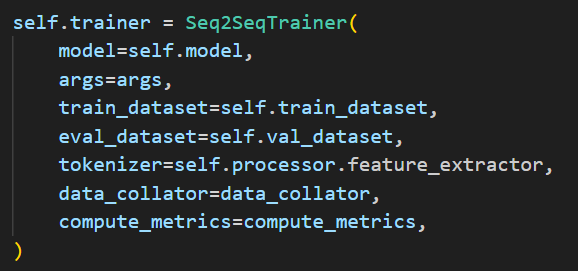 self.trainer = Seq2SeqTrainer(
    model=self.model,
    args=args,
    train_dataset=self.train_dataset,
    eval_dataset=self.val_dataset,
    tokenizer=self.processor.feature_extractor,
    data_collator=data_collator,
    compute_metrics=compute_metrics,
)